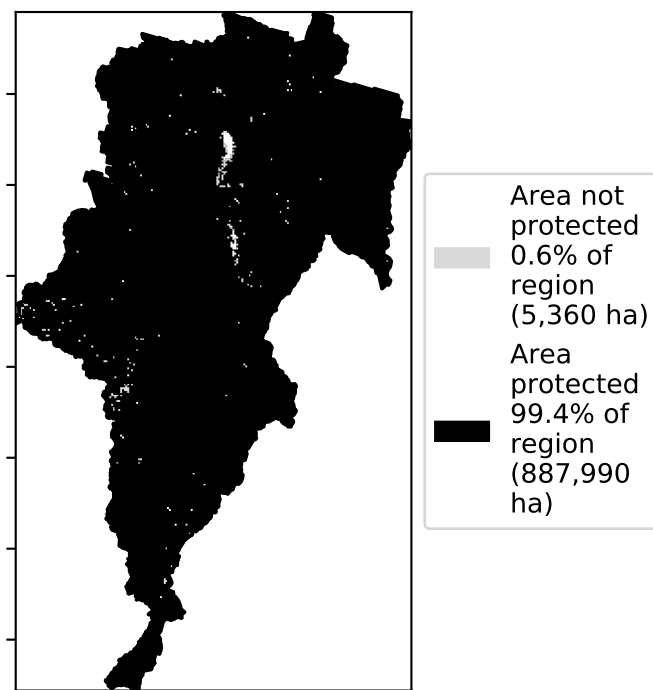 Area not
protected
0.6% of
region
(5,360 ha)
Area
protected
99.4% of
region
(887,990
ha)